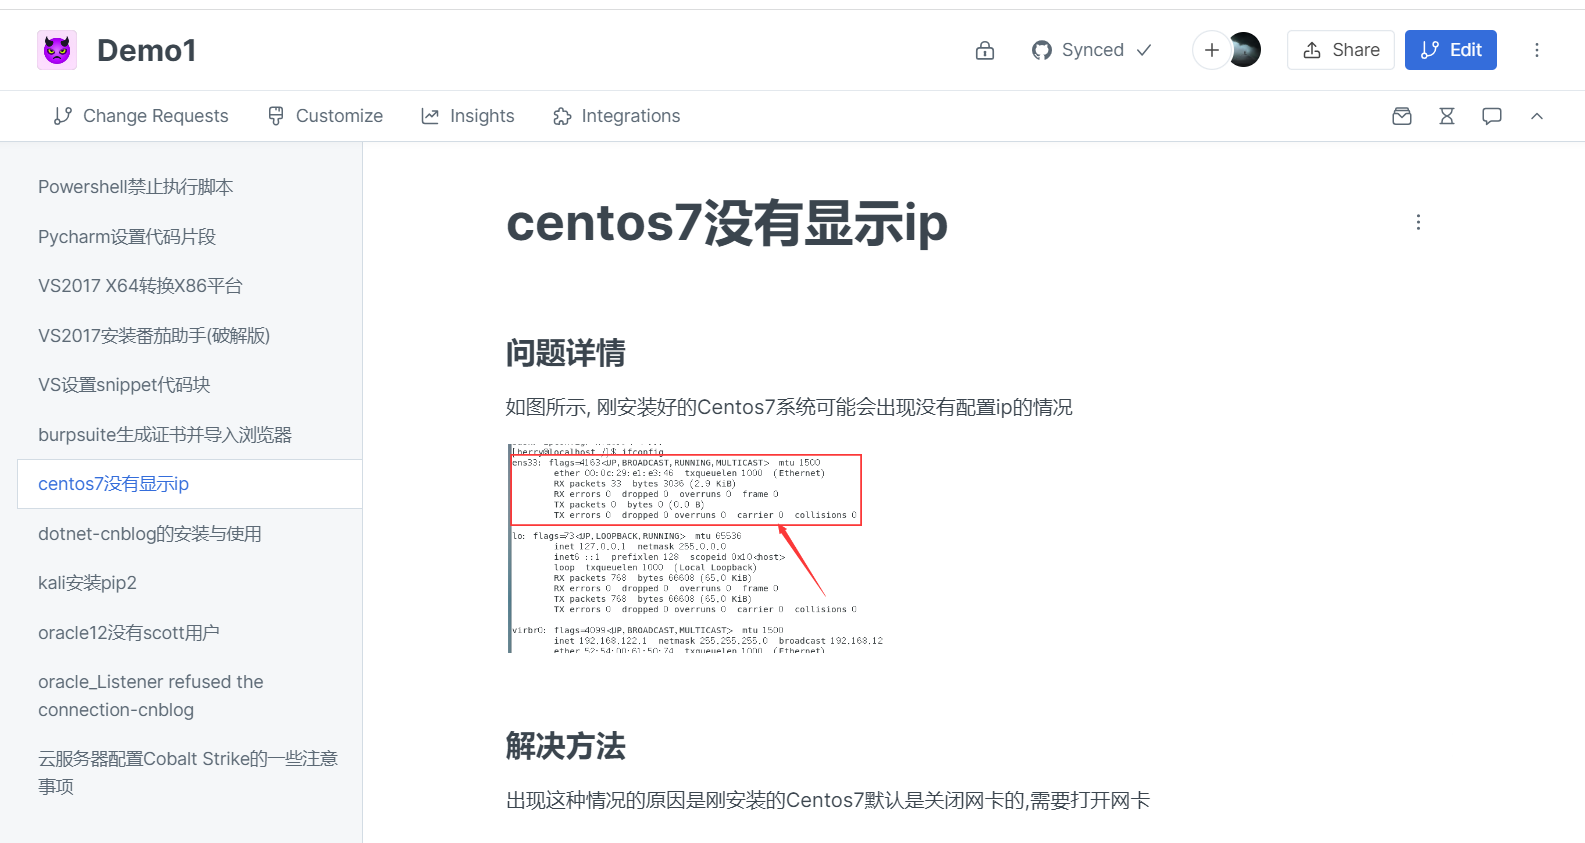 Demo1
Synced
Share
Edit
Change Requests
Customize
Insights
Integrations
Powershell禁止执行脚本
Pycharm设置代码片段
VS2017 X64转换X86平台
VS2017安装番茄助手(破解版)
VS设置snippet代码块
burpsuite生成证书并导入浏览器
centos7没有显示ip
dotnet-cnblog的安装与使用
kali安装pip2
oracle12没有scott用户
oracle_Listener refused the
connection-cnblog
云服务器配置Cobalt Strike的一些注意
事项
centos7没有显示ip
问题详情
如图所示, 刚安装好的Centos7系统可能会出现没有配置ip的情况
[berry@localhost /]$ ifconfig
ens33: flags=4163<UP,BROADCAST,RUNNING,MULTICAST> mtu 1500
ether 00:0c:29:e1:e3:46 txqueuelen 1000 (Ethernet)
RX packets 33 bytes 3036 (2.9 KiB)
RX errors 0 dropped 0 overruns 0 frame 0
TX packets 0 bytes 0 (0.0 B)
TX errors 0 dropped 0 overruns 0 carrier 0 collisions 0
lo: flags=73<UP,LOOPBACK,RUNNING> mtu 65536
inet 127.0.0.1 netmask 255.0.0.0
inet6 ::1 prefixlen 128 scopeid 0x10<host>
loop txqueuelen 1000 (Local Loopback)
RX packets 768 bytes 66608 (65.0 KiB)
RX errors 0 dropped 0 overruns 0 frame 0
TX packets 768 bytes 66608 (65.0 KiB)
TX errors 0 dropped 0 overruns 0 carrier 0 collisions 0
virbr0: flags=4099<UP,BROADCAST,MULTICAST> mtu 1500
inet 192.168.122.1 netmask 255.255.255.0 broadcast 192.168.12
ether 52:54:00:61:50:74 txqueuelen 1000 (Ethernet)
解决方法
出现这种情况的原因是刚安装的Centos7默认是关闭网卡的,需要打开网卡